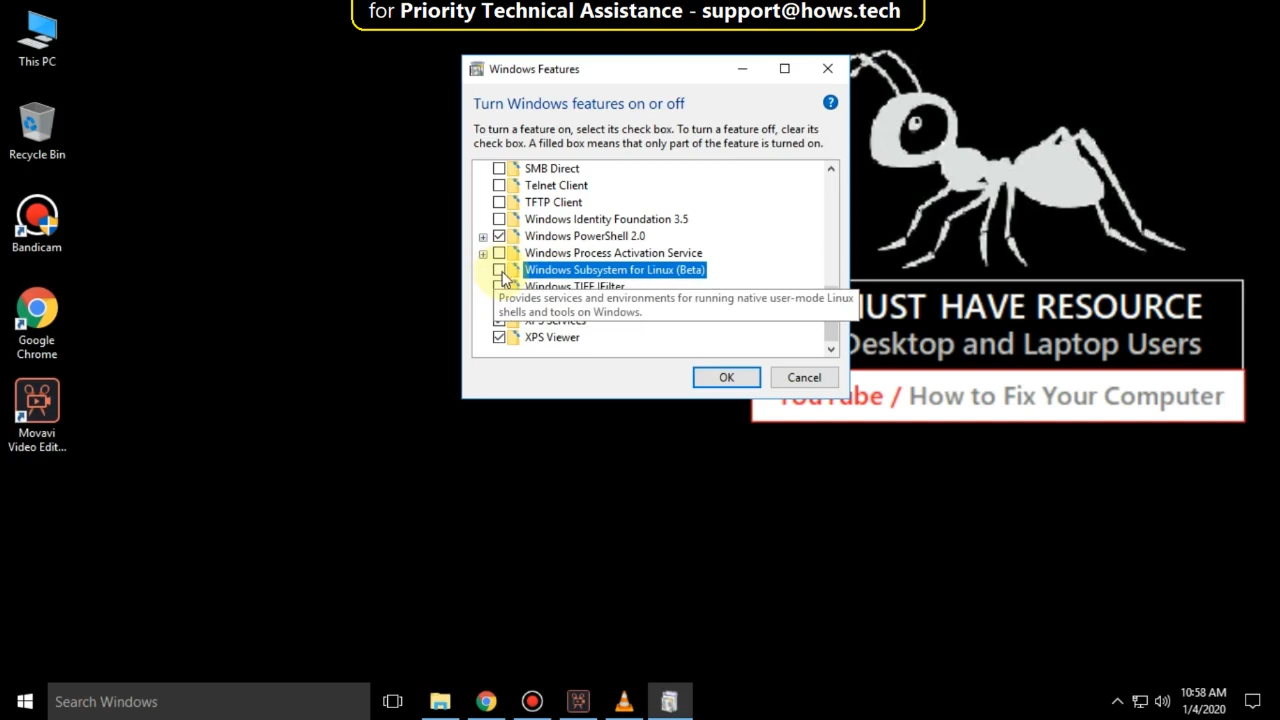 for Priority Technical Assistance - support@hows.tech
This PC
Recycle Bin
Bandicam
Google
Chrome
Movavi
Video Edit...
Windows Features
Turn Windows features on or off
?
To turn a feature on, select its check box. To turn a feature off, clear its
check box. A filled box means that only part of the feature is turned on.
SMB Direct
Telnet Client
TFTP Client
Windows Identity Foundation 3.5
Windows PowerShell 2.0
Windows Process Activation Service
Windows Subsystem for Linux (Beta)
Windows TIFF IFilter
Provides services and environments for running native user-mode Linux
shells and tools on Windows.
XPS Services
XPS Viewer
OK
Cancel
MUST HAVE RESOURCE
Desktop and Laptop Users
YouTube / How to Fix Your Computer
Search Windows
10:58 AM
1/4/2020